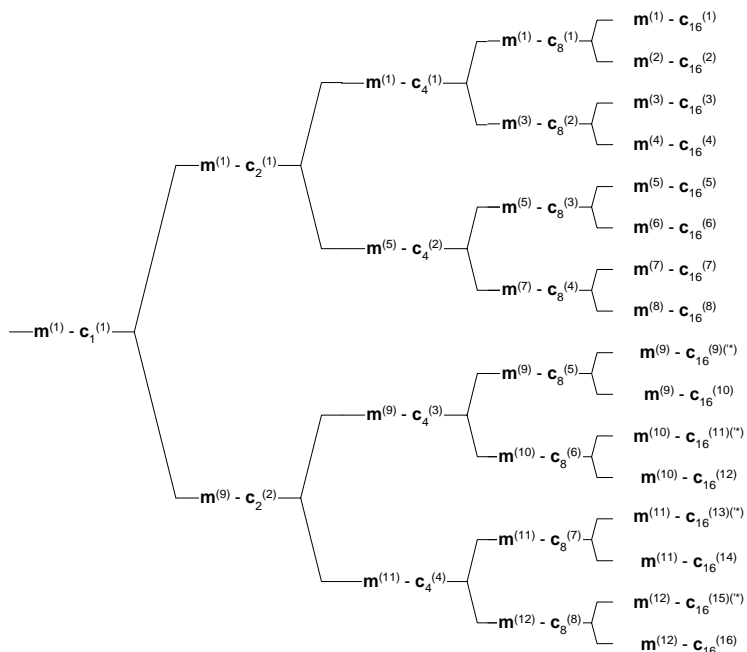 m⁽¹⁾ - c₁₆⁽¹⁾
m⁽¹⁾ - c₈⁽¹⁾
m⁽²⁾ - c₁₆⁽²⁾
m⁽¹⁾ - c₄⁽¹⁾
m⁽³⁾ - c₁₆⁽³⁾
m⁽³⁾ - c₈⁽²⁾
m⁽⁴⁾ - c₁₆⁽⁴⁾
m⁽¹⁾ - c₂⁽¹⁾
m⁽⁵⁾ - c₁₆⁽⁵⁾
m⁽⁵⁾ - c₈⁽³⁾
m⁽⁶⁾ - c₁₆⁽⁶⁾
m⁽⁵⁾ - c₄⁽²⁾
m⁽⁷⁾ - c₁₆⁽⁷⁾
m⁽⁷⁾ - c₈⁽⁴⁾
m⁽⁸⁾ - c₁₆⁽⁸⁾
m⁽¹⁾ - c₁⁽¹⁾
m⁽⁹⁾ - c₁₆⁽⁹⁾⁽'*⁾
m⁽⁹⁾ - c₈⁽⁵⁾
m⁽⁹⁾ - c₁₆⁽¹⁰⁾
m⁽⁹⁾ - c₄⁽³⁾
m⁽¹⁰⁾ - c₁₆⁽¹¹⁾⁽'*⁾
m⁽¹⁰⁾ - c₈⁽⁶⁾
m⁽¹⁰⁾ - c₁₆⁽¹²⁾
m⁽⁹⁾ - c₂⁽²⁾
m⁽¹¹⁾ - c₁₆⁽¹³⁾⁽'*⁾
m⁽¹¹⁾ - c₈⁽⁷⁾
m⁽¹¹⁾ - c₁₆⁽¹⁴⁾
m⁽¹¹⁾ - c₄⁽⁴⁾
m⁽¹²⁾ - c₁₆⁽¹⁵⁾⁽'*⁾
m⁽¹²⁾ - c₈⁽⁸⁾
m⁽¹²⁾ - c₁₆⁽¹⁶⁾